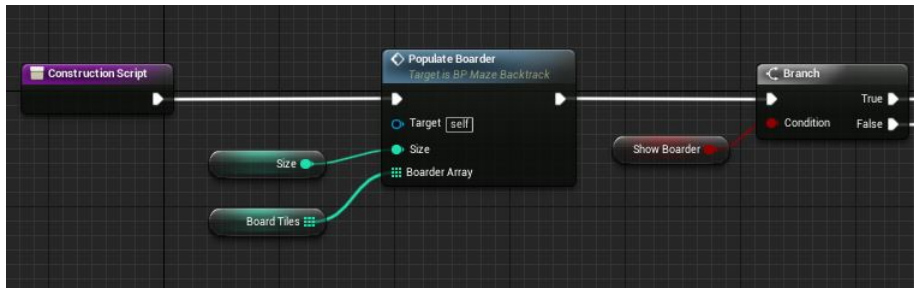 Construction Script
Populate Boarder
Target is BP Maze Backtrack
Target self
Size
Boarder Array
Size
Board Tiles
Show Boarder
Branch
Condition
True
False